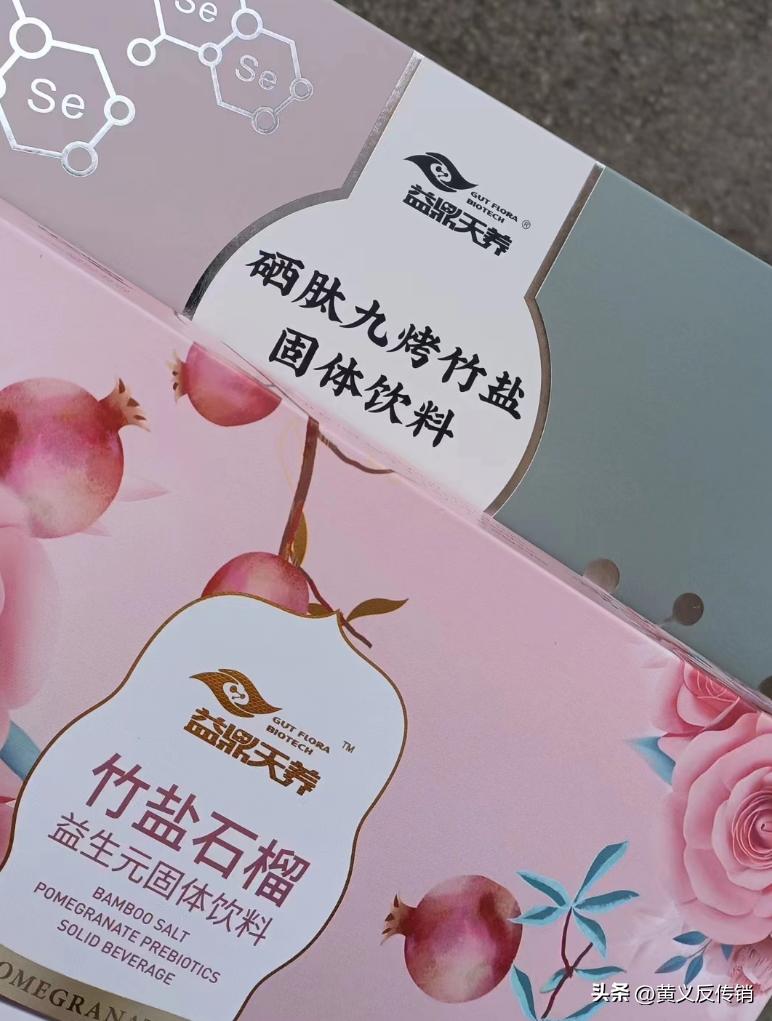 Se
Se
Se
GUT FLORA
BIOTECH
®
益鼎天养
硒肽九烤竹盐
固体饮料
GUT FLORA
BIOTECH
TM
益鼎天养
竹盐石榴
益生元固体饮料
BAMBOO SALT
POMEGRANATE PREBIOTICS
SOLID BEVERAGE
头条 @黄义反传销